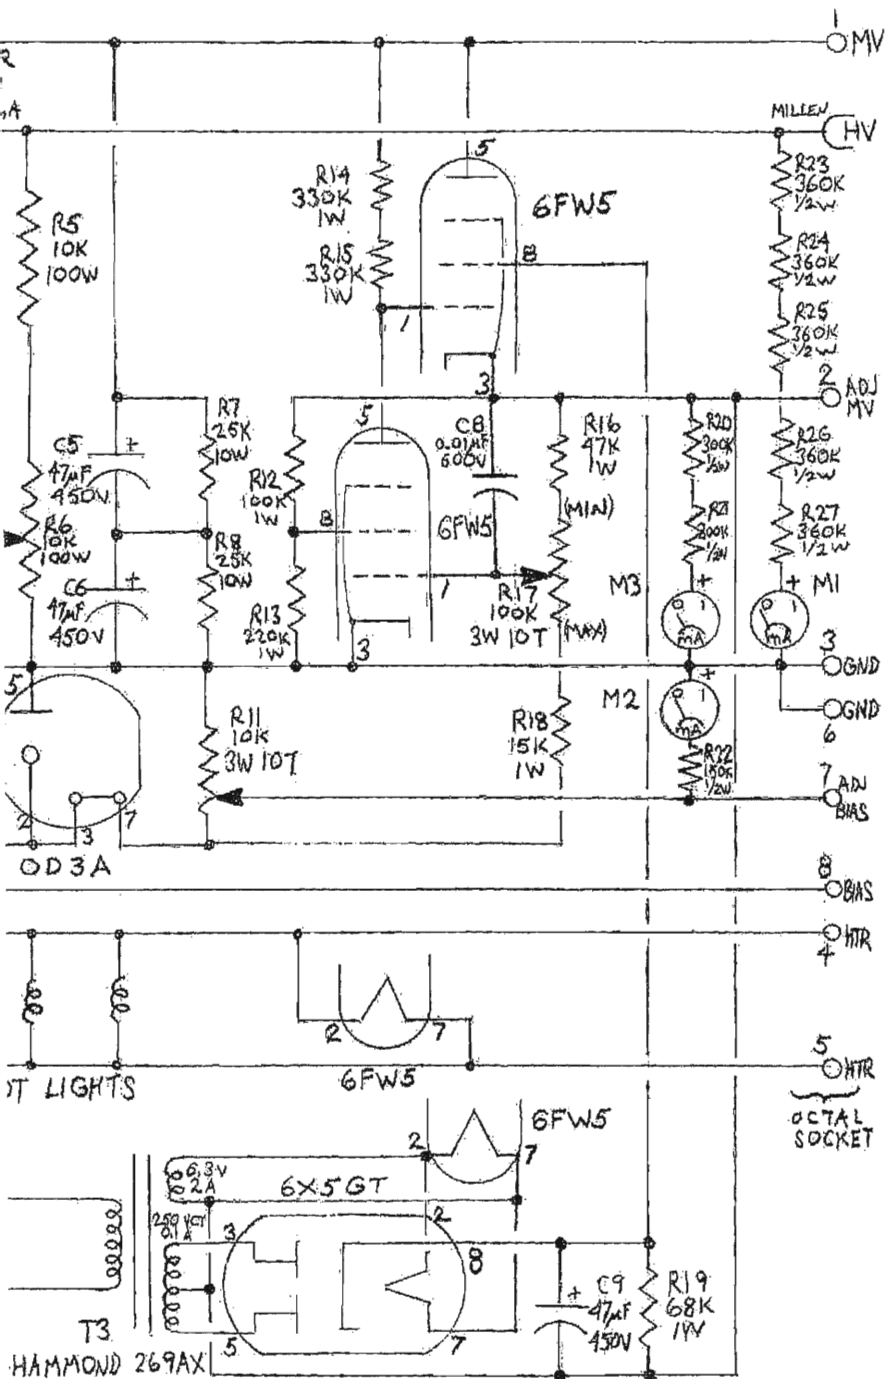 1
MV
MILLEN
HV
5
6FW5
R14
330K
1W
R15
330K
1W
8
1
3
R23
360K
1/2W
R24
360K
1/2W
R25
360K
1/2W
2
ADJ
MV
R5
10K
100W
R7
25K
10W
C5
+
47µF
450V
R6
10K
100W
R8
25K
10W
C6
+
47µF
450V
R12
100K
1W
R13
220K
1W
5
8
1
3
6FW5
C8
0.01µF
600V
R16
47K
1W
(MIN)
R17
100K
3W 10T
(MAX)
R20
300K
1/2W
R21
300K
1/2W
R26
360K
1/2W
R27
360K
1/2W
M3
+
0
1
mA
M1
+
0
1
mA
3
GND
M2
+
0
1
mA
GND
6
R22
150K
1/2W
7
ADJ
BIAS
5
2
3
7
OD3A
R11
10K
3W 10T
R18
15K
1W
8
BIAS
HTR
4
2
7
6FW5
5
HTR
OCTAL
SOCKET
OT LIGHTS
6FW5
2
7
6.3V
2A
6X5GT
250VCT
3
2
8
5
7
T3
HAMMOND 269AX
C9
+
47µF
450V
R19
68K
1W